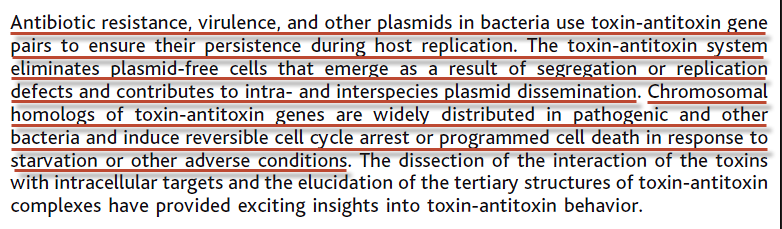 Antibiotic resistance, virulence, and other plasmids in bacteria use toxin-antitoxin gene
pairs to ensure their persistence during host replication. The toxin-antitoxin system
eliminates plasmid-free cells that emerge as a result of segregation or replication
defects and contributes to intra- and interspecies plasmid dissemination. Chromosomal
homologs of toxin-antitoxin genes are widely distributed in pathogenic and other
bacteria and induce reversible cell cycle arrest or programmed cell death in response to
starvation or other adverse conditions. The dissection of the interaction of the toxins
with intracellular targets and the elucidation of the tertiary structures of toxin-antitoxin
complexes have provided exciting insights into toxin-antitoxin behavior.